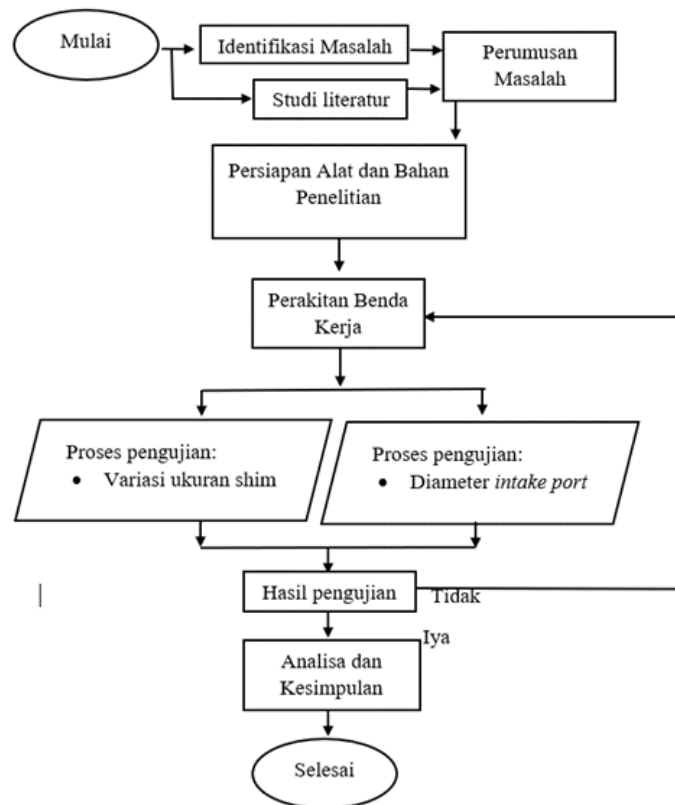 Mulai
Identifikasi Masalah
Studi literatur
Perumusan
Masalah
Persiapan Alat dan Bahan
Penelitian
Perakitan Benda
Kerja
Proses pengujian:
• Variasi ukuran shim
Proses pengujian:
• Diameter intake port
Hasil pengujian
Tidak
Iya
Analisa dan
Kesimpulan
Selesai